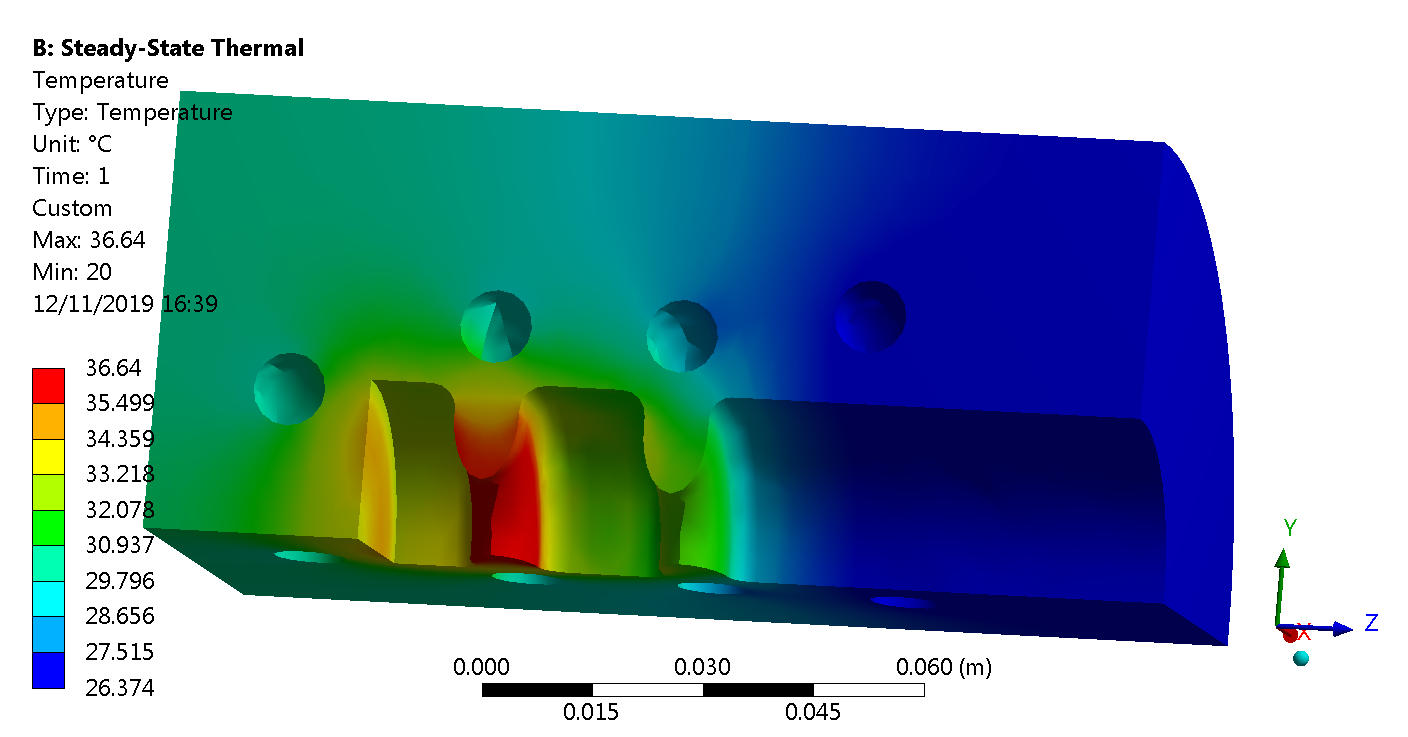 B: Steady-State Thermal
Temperature
Type: Temperature
Unit: °C
Time: 1
Custom
Max: 36.64
Min: 20
12/11/2019 16:39
36.64
35.499
34.359
33.218
32.078
30.937
29.796
28.656
27.515
26.374
0.000 0.030 0.060 (m)
0.015 0.045
Y
Z
X